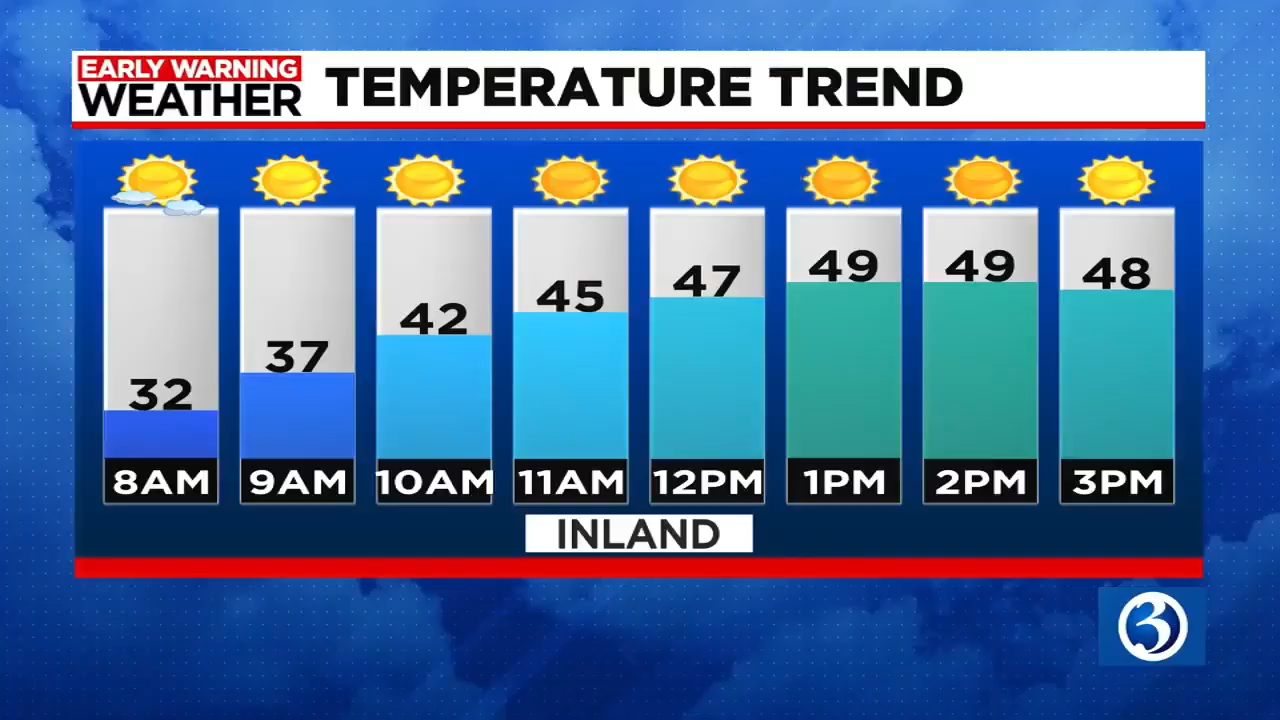 EARLY WARNING
WEATHER
TEMPERATURE TREND
32 37 42 45 47 49 49 48
8AM 9AM 10AM 11AM 12PM 1PM 2PM 3PM
INLAND
3